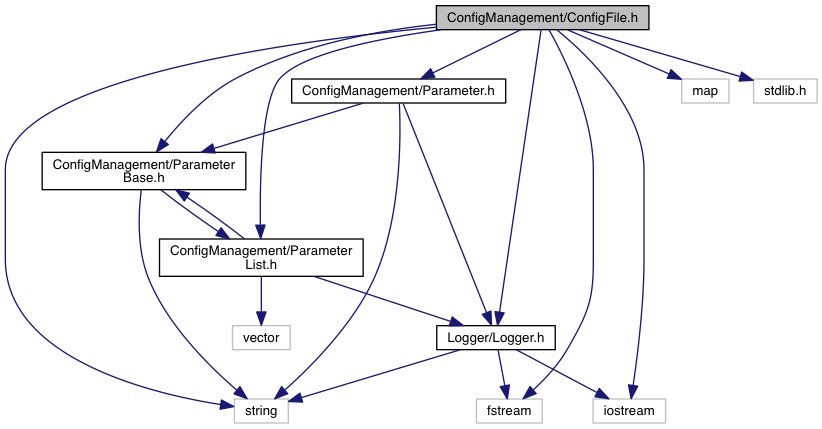 ConfigManagement/ConfigFile.h
ConfigManagement/Parameter.h
map
stdlib.h
ConfigManagement/Parameter
Base.h
ConfigManagement/Parameter
List.h
vector
Logger/Logger.h
string
fstream
iostream